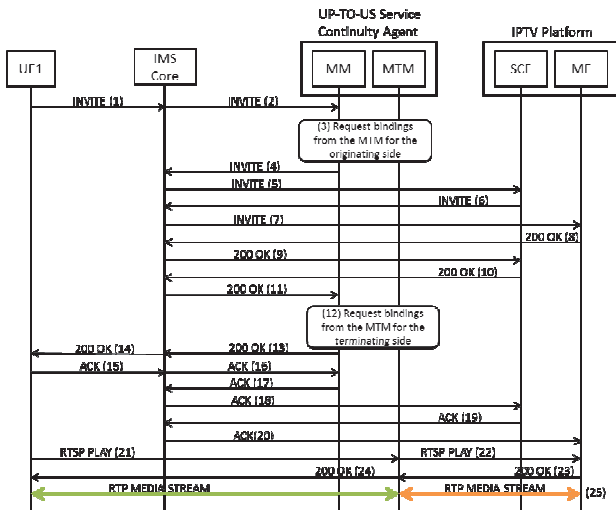 UP-TO-US Service
Continuity Agent
IPTV Platform
UE1
IMS
Core
MM
MTM
SCF
MF
INVITE (1)
INVITE (2)
(3) Request bindings
from the MTM for the
originating side
INVITE (4)
INVITE (5)
INVITE (6)
INVITE (7)
200 OK (8)
200 OK (9)
200 OK (10)
200 OK (11)
(12) Request bindings
from the MTM for the
terminating side
200 OK (14)
200 OK (13)
ACK (15)
ACK (16)
ACK (17)
ACK (18)
ACK (19)
ACK(20)
RTSP PLAY (21)
RTSP PLAY (22)
200 OK (24)
200 OK (23)
RTP MEDIA STREAM
RTP MEDIA STREAM
(25)